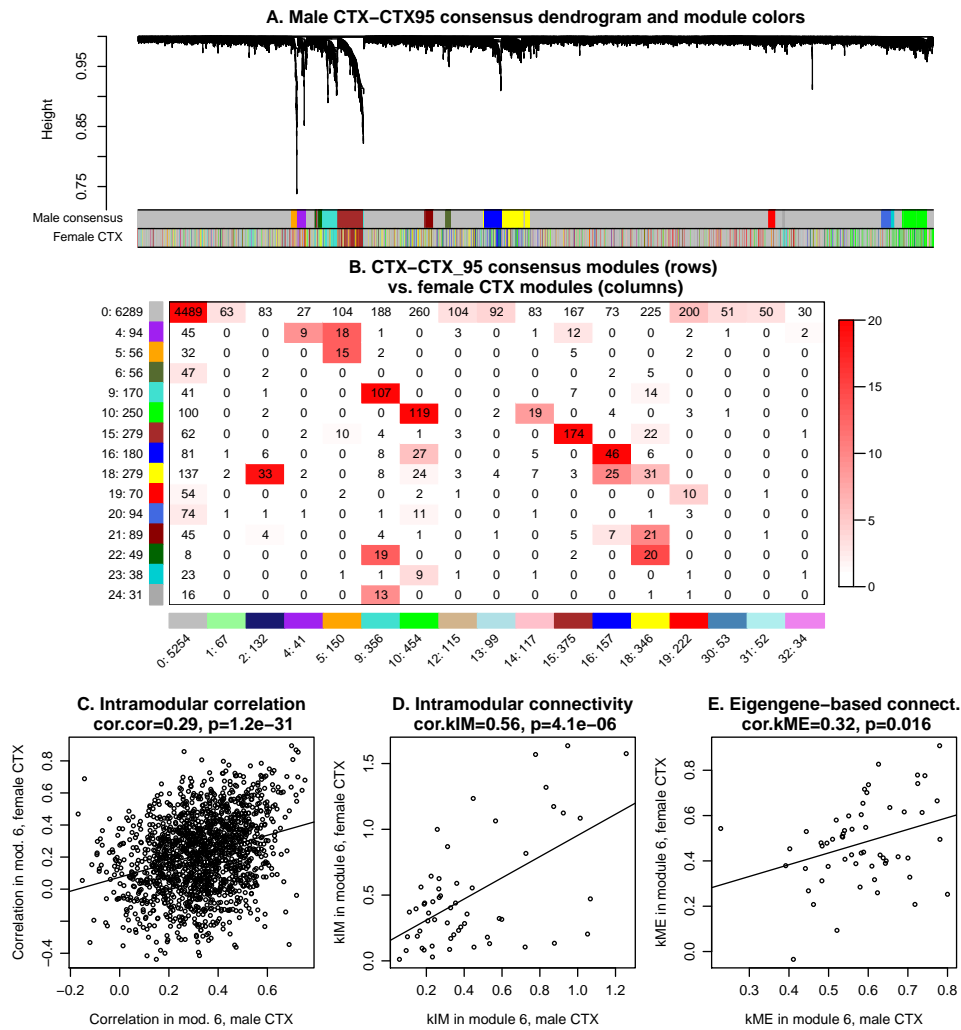 A. Male CTX−CTX95 consensus dendrogram and module colors
Height
0.95
0.85
0.75
Male consensus
Female CTX
B. CTX−CTX_95 consensus modules (rows)
vs. female CTX modules (columns)
0: 6289 4489 63 83 27 104 188 260 104 92 83 167 73 225 200 51 50 30
4: 94 45 0 0 9 18 1 1 3 0 1 12 0 0 2 1 0 2
5: 56 32 0 0 0 15 2 0 0 0 0 5 0 0 2 0 0 0
6: 56 47 0 2 0 0 0 0 0 0 0 0 2 5 0 0 0 0
9: 170 41 0 1 0 0 107 0 0 0 0 7 0 14 0 0 0 0
10: 250 100 0 2 0 0 0 119 0 2 19 0 4 0 3 1 0 0
15: 279 62 0 0 2 10 4 1 3 0 0 174 0 22 0 0 0 1
16: 180 81 1 6 0 0 8 27 0 0 5 0 46 6 0 0 0 0
18: 279 137 2 33 0 0 8 24 3 4 7 3 25 31 1 0 1 0
19: 70 54 0 0 0 2 0 2 1 0 0 0 0 0 10 0 1 0
20: 94 74 1 1 1 0 1 11 0 0 1 0 1 0 3 0 0 0
21: 89 45 0 4 0 0 4 1 0 1 0 5 7 21 1 0 0 0
22: 49 8 0 0 0 0 19 0 0 0 0 2 0 20 0 0 0 0
23: 38 23 0 0 0 1 1 9 1 0 1 0 0 0 1 0 1 0
24: 31 16 0 0 0 0 13 0 0 0 0 0 0 2 0 0 0 0
0: 5254 1: 67 2: 132 4: 41 5: 150 9: 356 10: 454 12: 115 13: 99 14: 117 15: 375 16: 157 18: 346 19: 222 30: 53 31: 52 32: 34
20
15
10
5
0
C. Intramodular correlation
cor.cor=0.29, p=1.2e−31
Correlation in mod. 6, female CTX
0.8
0.6
0.4
0.2
0.0
−0.4
−0.2 0.0 0.2 0.4 0.6
Correlation in mod. 6, male CTX
D. Intramodular connectivity
cor.kIM=0.56, p=4.1e−06
kIM in module 6, female CTX
1.5
1.0
0.5
0.0
0.2 0.4 0.6 0.8 1.0 1.2
kIM in module 6, male CTX
E. Eigengene−based connect.
cor.kME=0.32, p=0.016
kME in module 6, female CTX
0.8
0.6
0.4
0.2
0.0
0.3 0.4 0.5 0.6 0.7 0.8
kME in module 6, male CTX